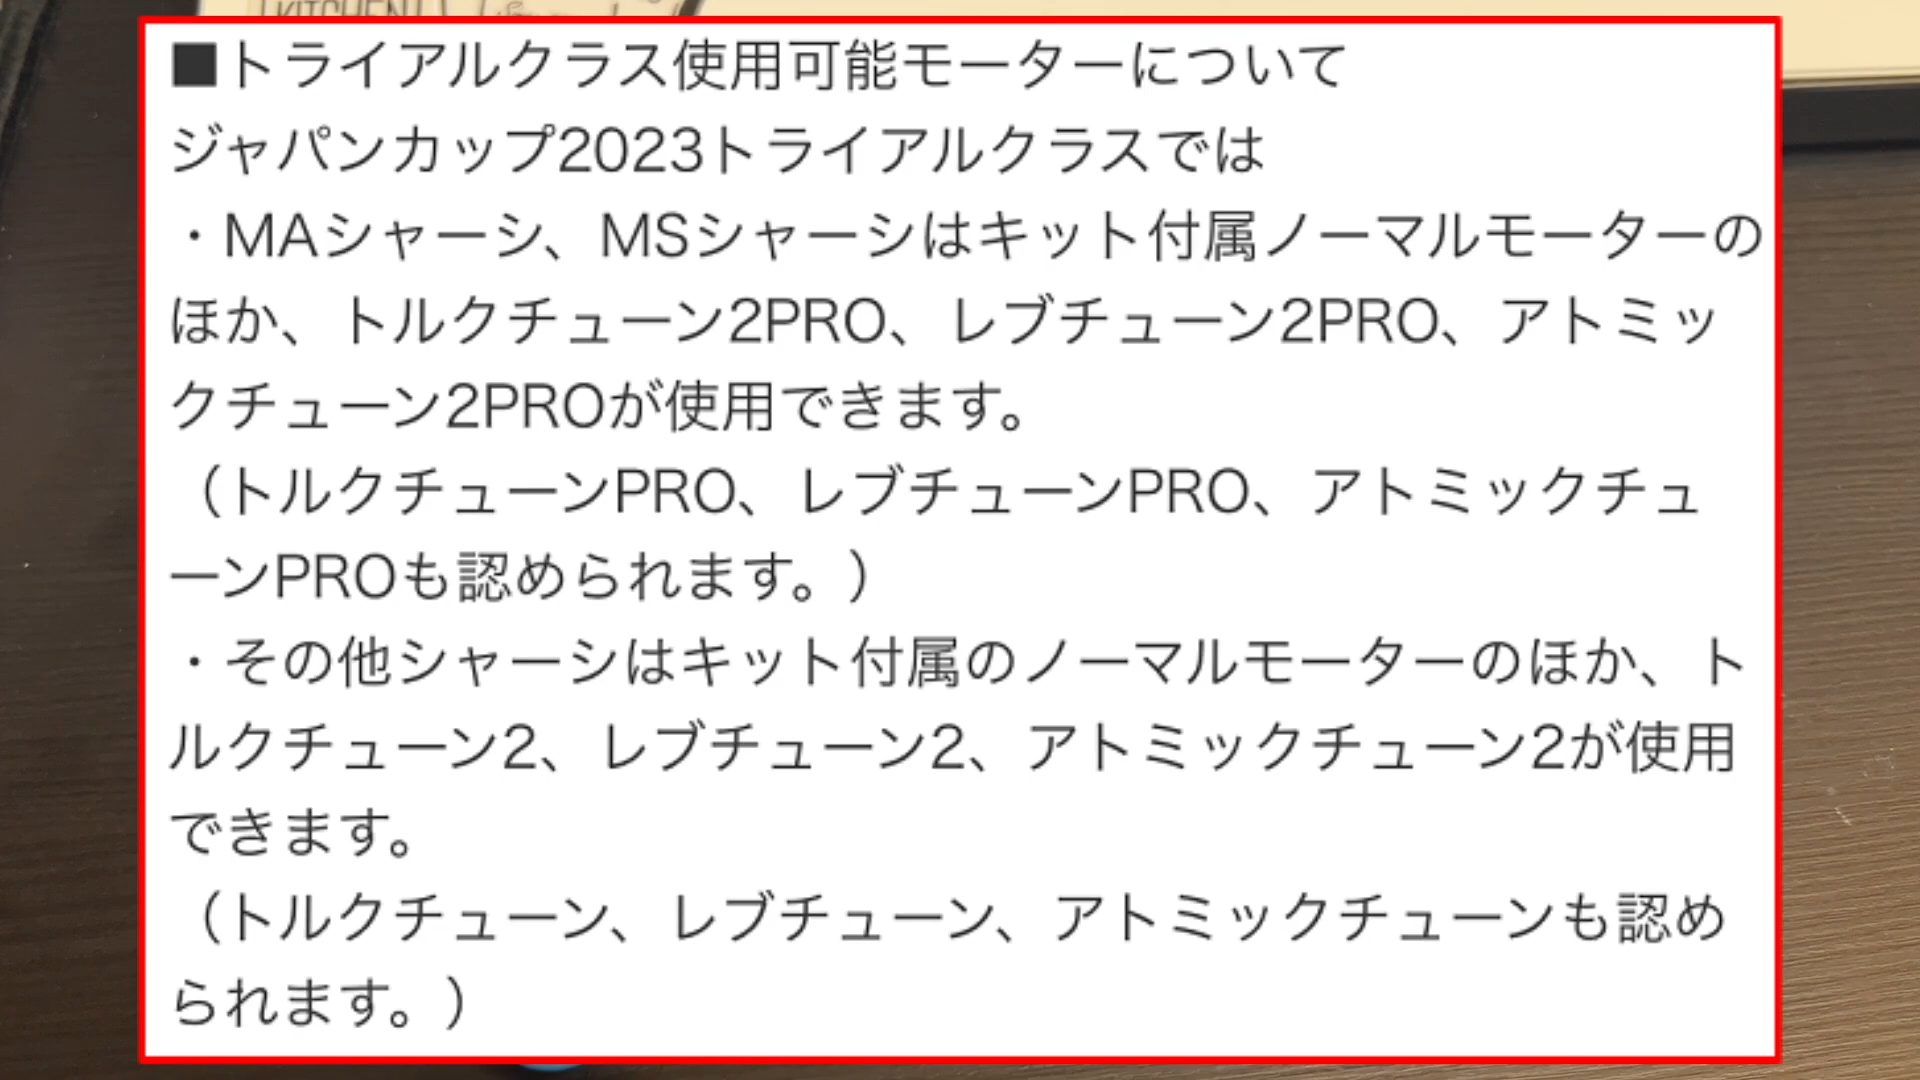 KITCHEN
■トライアルクラス使用可能モーターについて
ジャパンカップ2023トライアルクラスでは
・MAシャーシ、MSシャーシはキット付属ノーマルモーターの
ほか、トルクチューン2PRO、レブチューン2PRO、アトミッ
クチューン2PROが使用できます。
（トルクチューンPRO、レブチューンPRO、アトミックチュ
ーンPROも認められます。）
・その他シャーシはキット付属のノーマルモーターのほか、ト
ルクチューン2、レブチューン2、アトミックチューン2が使用
できます。
（トルクチューン、レブチューン、アトミックチューンも認め
られます。）